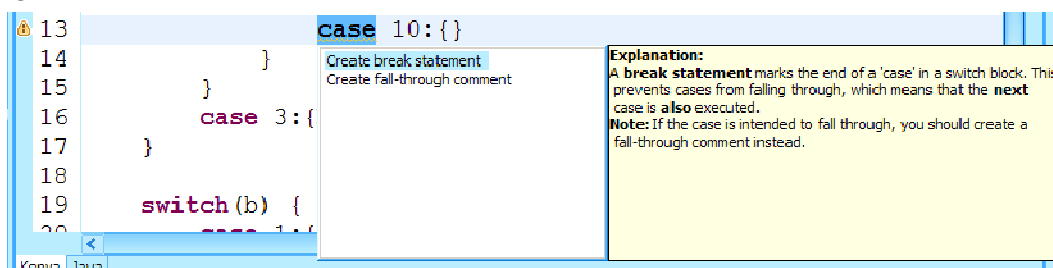 13 case 10:{}
14 }
15 }
16 case 3:{
17 }
18
19 switch(b) {
20 case 1:{
Create break statement
Create fall-through comment
Explanation:
A break statement marks the end of a 'case' in a switch block. This
prevents cases from falling through, which means that the next
case is also executed.
Note: If the case is intended to fall through, you should create a
fall-through comment instead.
Java